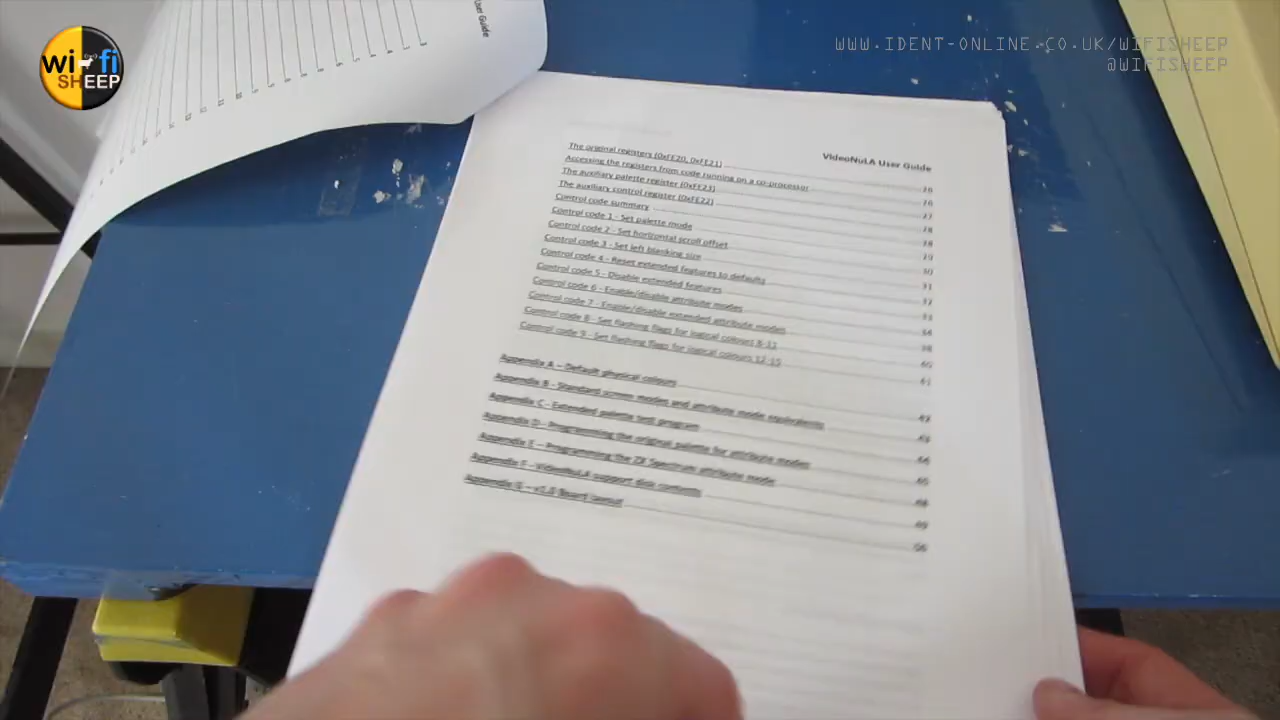 wi-fi
SHEEP
WWW.IDENT-ONLINE.CO.UK/WIFISHEEP
@WIFISHEEP
User Guide
VideoNuLA User Guide
The original registers (0xFE20, 0xFE21)
Accessing the registers from code running on a co-processor
The auxiliary palette register (0xFE23)
The auxiliary control register (0xFE22)
Control code summary
Control code 1 - Set palette mode
Control code 2 - Set horizontal scroll offset
Control code 3 - Set left blanking size
Control code 4 - Reset extended features to defaults
Control code 5 - Disable extended features
Control code 6 - Enable/disable attribute modes
Control code 7 - Enable/disable extended attribute modes
Control code 8 - Set flashing flags for logical colours 8-11
Control code 9 - Set flashing flags for logical colours 12-15
Appendix A – Default physical colours
Appendix B - Standard screen modes and attribute mode equivalents
Appendix C - Extended palette test program
Appendix D - Programming the original palette for attribute modes
Appendix E – Programming the ZX Spectrum attribute mode
Appendix F - VideoNuLA support disk contents
Appendix G – v1.0 Board layout